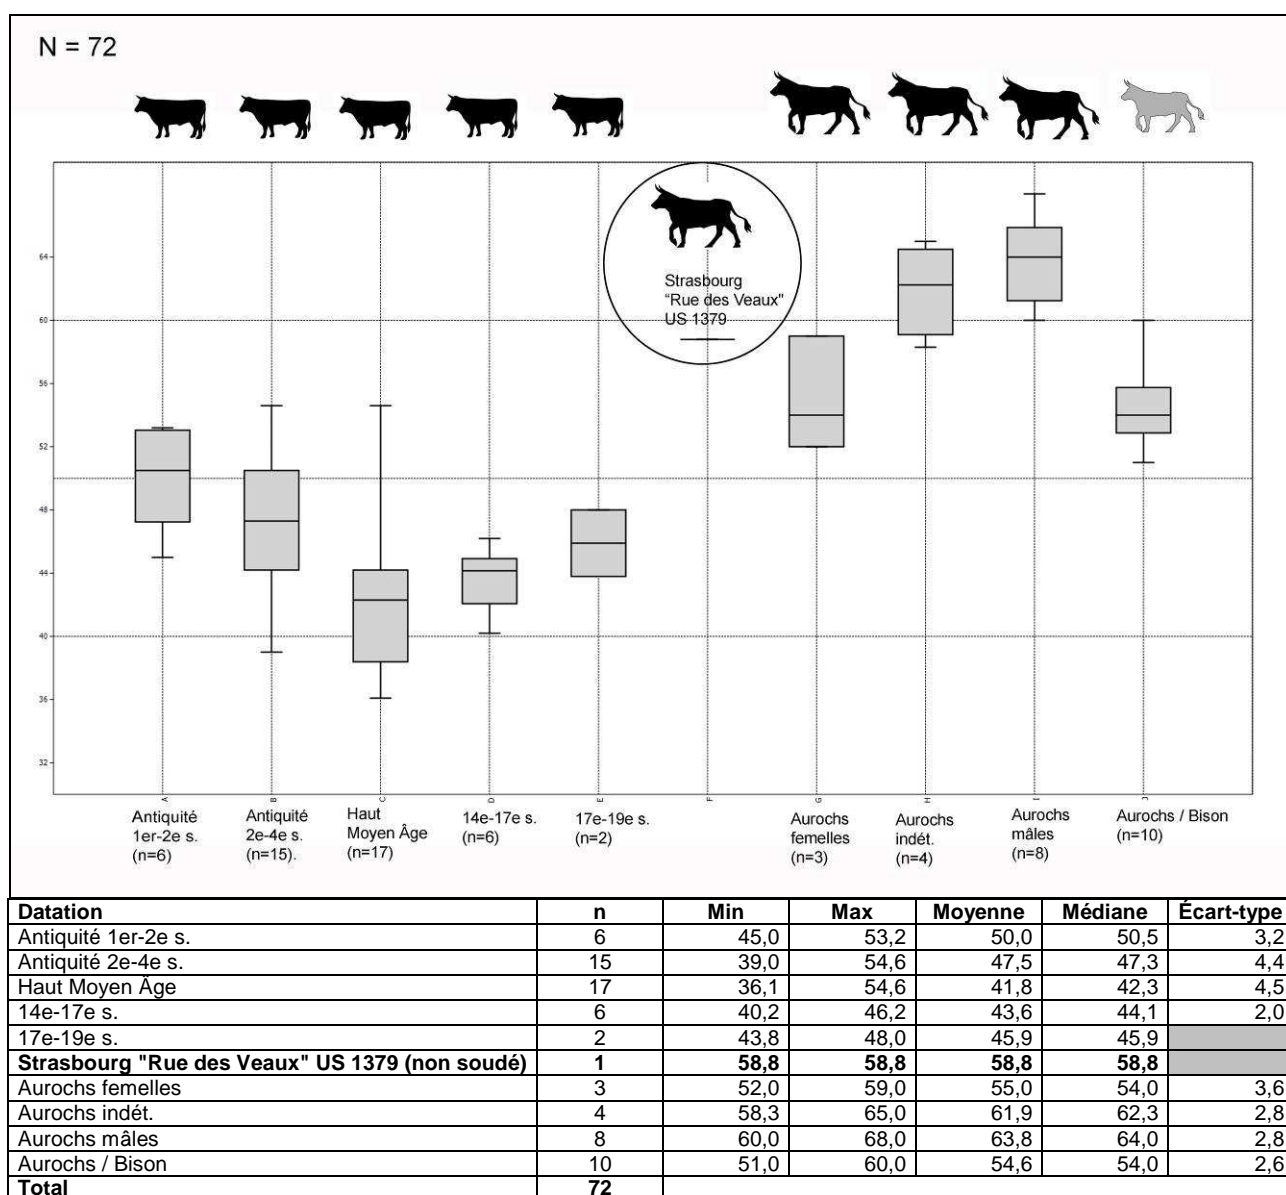 N = 72
Strasbourg
"Rue des Veaux"
US 1379
64
60
56
52
48
44
40
36
32
A
B
C
D
E
F
G
H
I
J
Antiquité
1er-2e s.
(n=6)
Antiquité
2e-4e s.
(n=15).
Haut
Moyen Âge
(n=17)
14e-17e s.
(n=6)
17e-19e s.
(n=2)
Aurochs
femelles
(n=3)
Aurochs
indét.
(n=4)
Aurochs
mâles
(n=8)
Aurochs / Bison
(n=10)
Datation n Min Max Moyenne Médiane Écart-type
Antiquité 1er-2e s. 6 45,0 53,2 50,0 50,5 3,2
Antiquité 2e-4e s. 15 39,0 54,6 47,5 47,3 4,4
Haut Moyen Âge 17 36,1 54,6 41,8 42,3 4,5
14e-17e s. 6 40,2 46,2 43,6 44,1 2,0
17e-19e s. 2 43,8 48,0 45,9 45,9
Strasbourg "Rue des Veaux" US 1379 (non soudé) 1 58,8 58,8 58,8 58,8
Aurochs femelles 3 52,0 59,0 55,0 54,0 3,6
Aurochs indét. 4 58,3 65,0 61,9 62,3 2,8
Aurochs mâles 8 60,0 68,0 63,8 64,0 2,8
Aurochs / Bison 10 51,0 60,0 54,6 54,0 2,6
Total 72